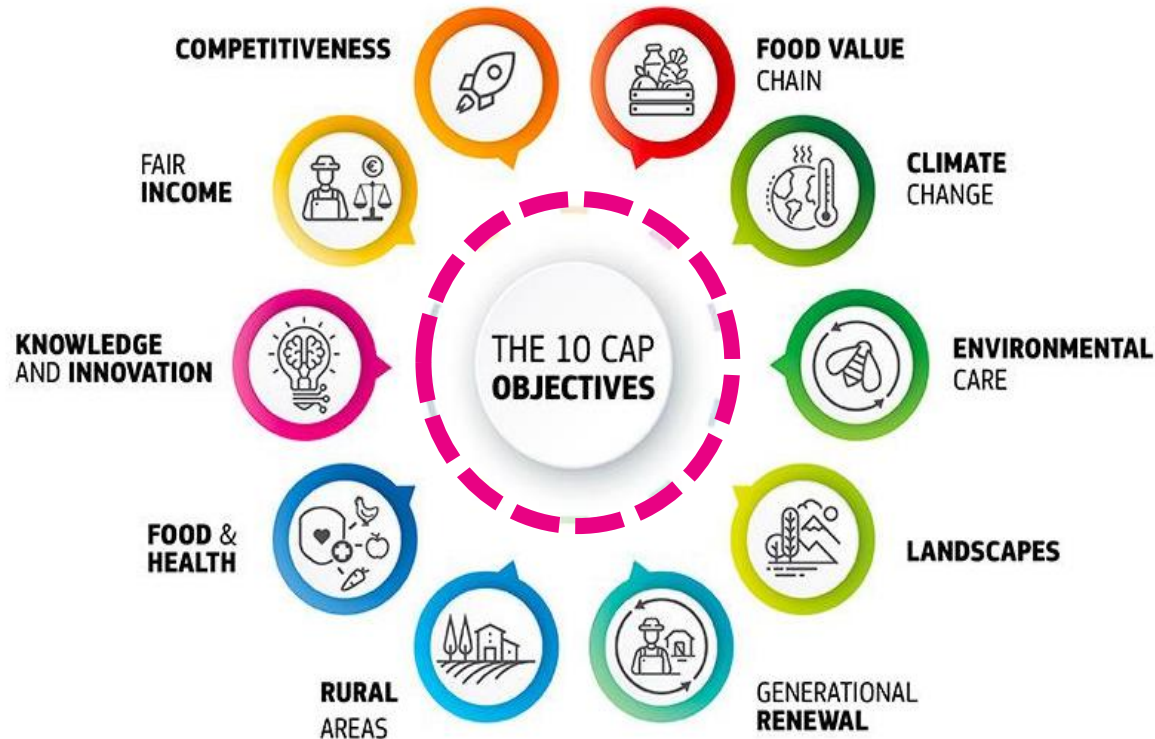 COMPETITIVENESS
FOOD VALUE
CHAIN
FAIR
INCOME
€
CLIMATE
CHANGE
KNOWLEDGE
AND INNOVATION
THE 10 CAP
OBJECTIVES
ENVIRONMENTAL
CARE
FOOD &
HEALTH
LANDSCAPES
RURAL
AREAS
GENERATIONAL
RENEWAL